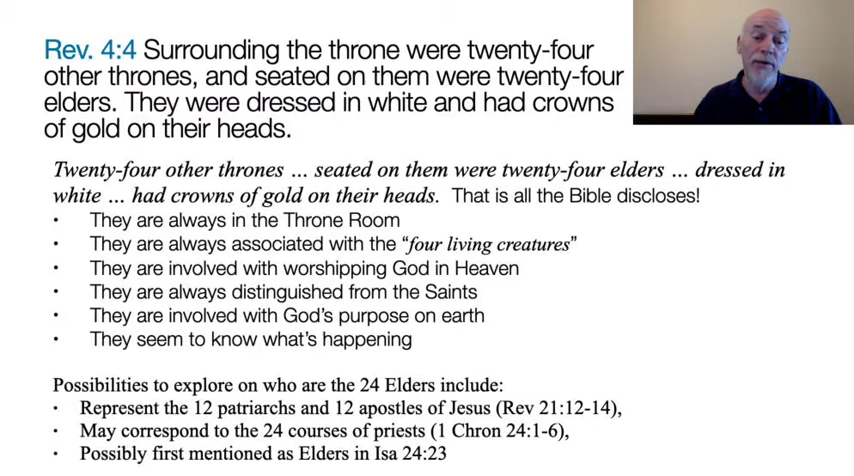 Rev. 4:4 Surrounding the throne were twenty-four
other thrones, and seated on them were twenty-four
elders. They were dressed in white and had crowns
of gold on their heads.
Twenty-four other thrones ... seated on them were twenty-four elders ... dressed in
white ... had crowns of gold on their heads. That is all the Bible discloses!
• They are always in the Throne Room
• They are always associated with the “four living creatures”
• They are involved with worshipping God in Heaven
• They are always distinguished from the Saints
• They are involved with God’s purpose on earth
• They seem to know what’s happening
Possibilities to explore on who are the 24 Elders include:
• Represent the 12 patriarchs and 12 apostles of Jesus (Rev 21:12-14),
• May correspond to the 24 courses of priests (1 Chron 24:1-6),
• Possibly first mentioned as Elders in Isa 24:23